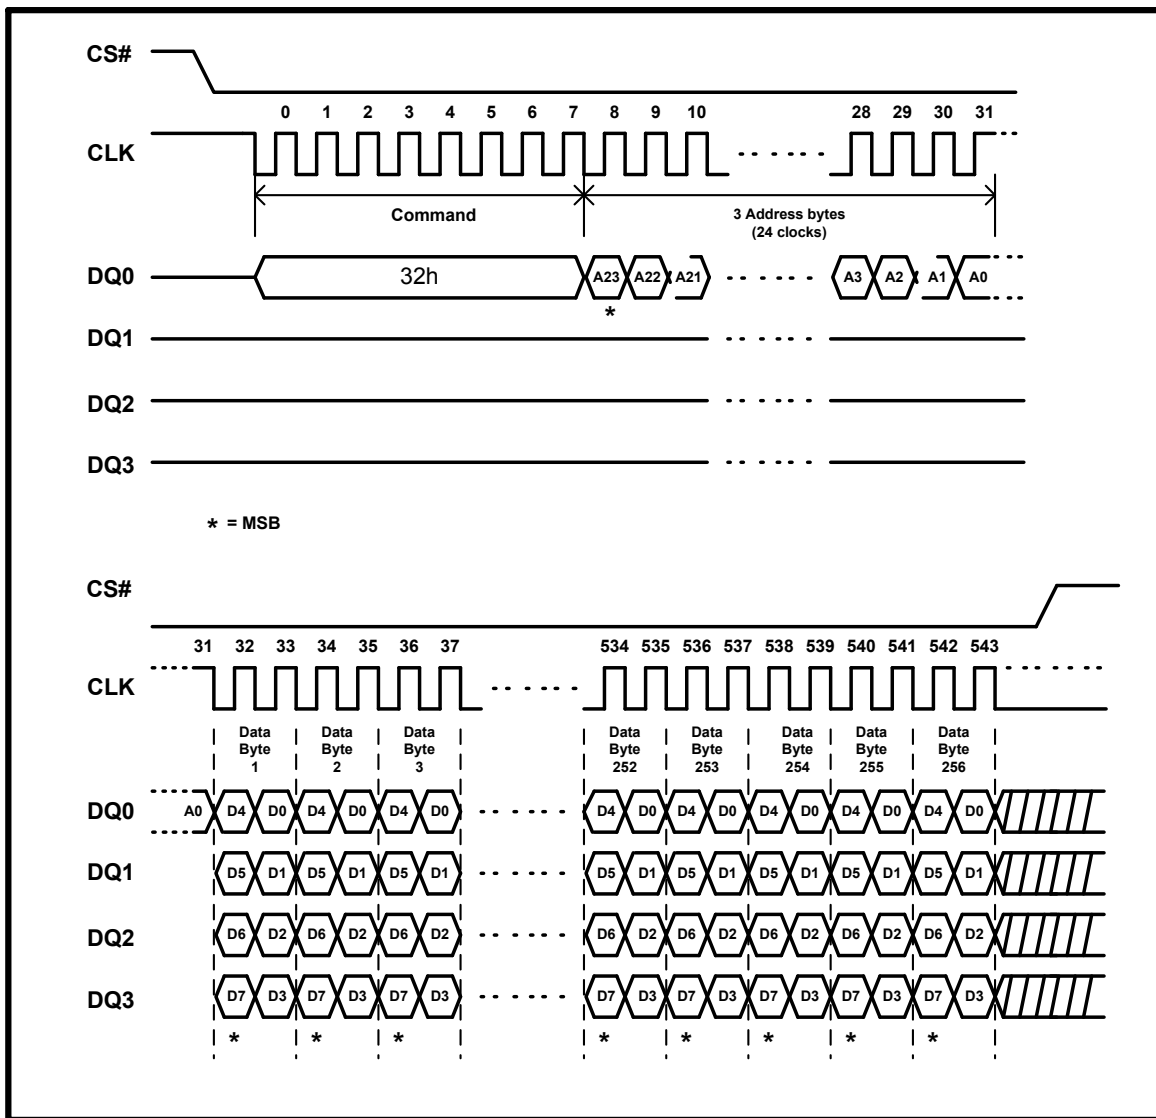 CS#
0 1 2 3 4 5 6 7 8 9 10 28 29 30 31
CLK
Command
3 Address bytes
(24 clocks)
DQ0 32h A23 A22 A21 A3 A2 A1 A0
*
DQ1
DQ2
DQ3
* = MSB
CS#
31 32 33 34 35 36 37 534 535 536 537 538 539 540 541 542 543
CLK
Data Data Data Data Data Data Data Data
Byte Byte Byte Byte Byte Byte Byte Byte
1 2 3 252 253 254 255 256
DQ0 A0 D4 D0 D4 D0 D4 D0 D4 D0 D4 D0 D4 D0 D4 D0 D4 D0
DQ1 D5 D1 D5 D1 D5 D1 D5 D1 D5 D1 D5 D1 D5 D1 D5 D1
DQ2 D6 D2 D6 D2 D6 D2 D6 D2 D6 D2 D6 D2 D6 D2 D6 D2
DQ3 D7 D3 D7 D3 D7 D3 D7 D3 D7 D3 D7 D3 D7 D3 D7 D3
* * * * * * * *